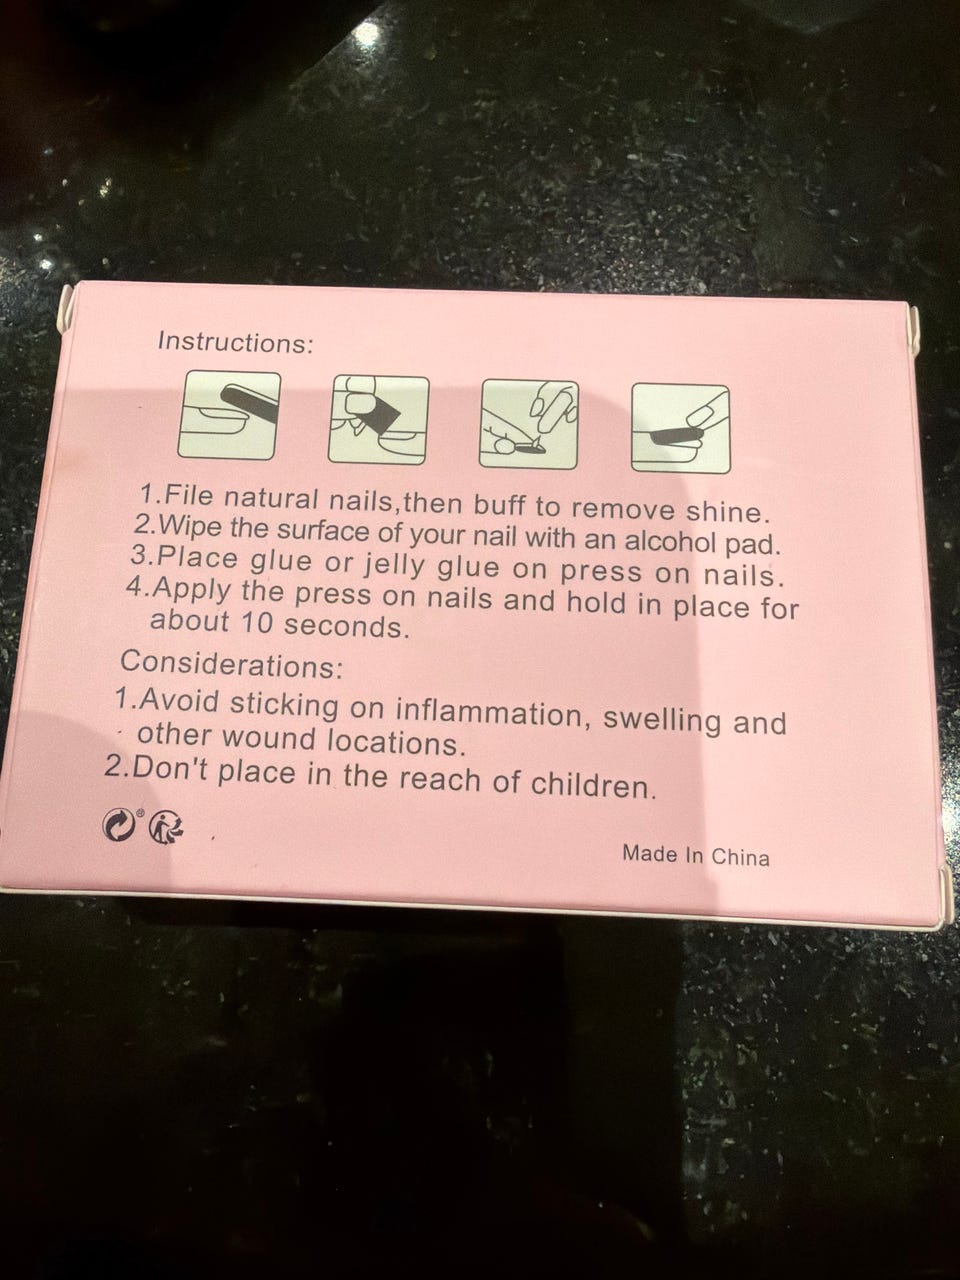 Instructions:
1.File natural nails,then buff to remove shine.
2.Wipe the surface of your nail with an alcohol pad.
3.Place glue or jelly glue on press on nails.
4.Apply the press on nails and hold in place for
about 10 seconds.
Considerations:
1.Avoid sticking on inflammation, swelling and
other wound locations.
2.Don't place in the reach of children.
®
Made In China